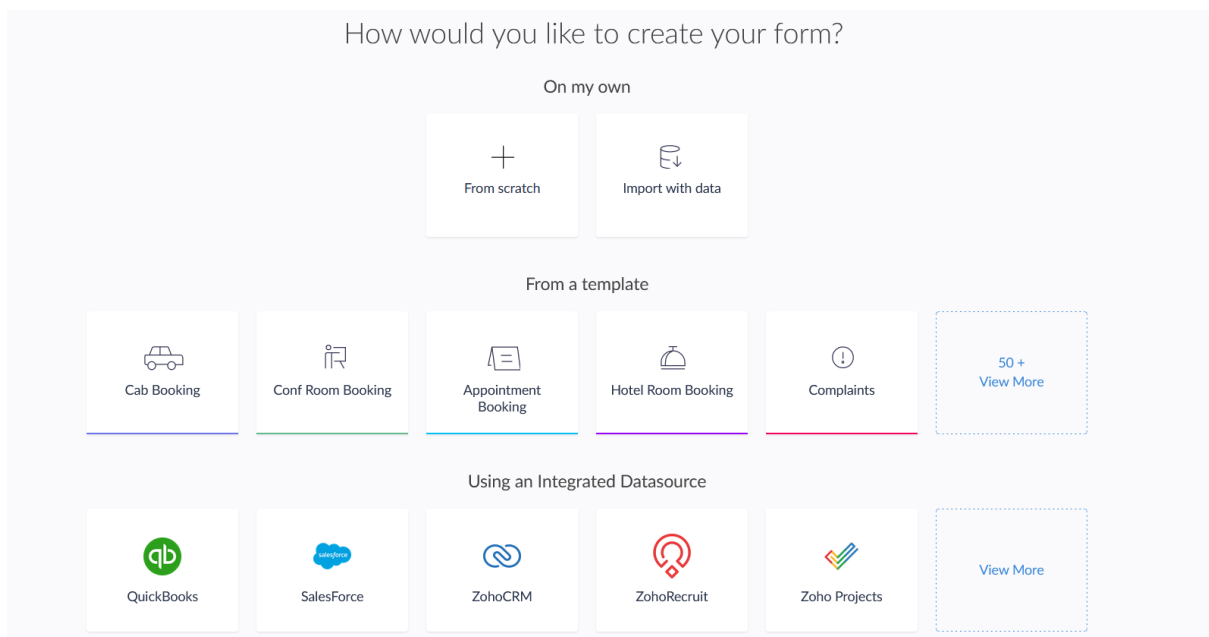 How would you like to create your form?
On my own
From scratch
Import with data
From a template
Cab Booking
Conf Room Booking
Appointment
Booking
Hotel Room Booking
Complaints
50 +
View More
Using an Integrated Datasource
qb
salesforce
QuickBooks
SalesForce
ZohoCRM
ZohoRecruit
Zoho Projects
View More